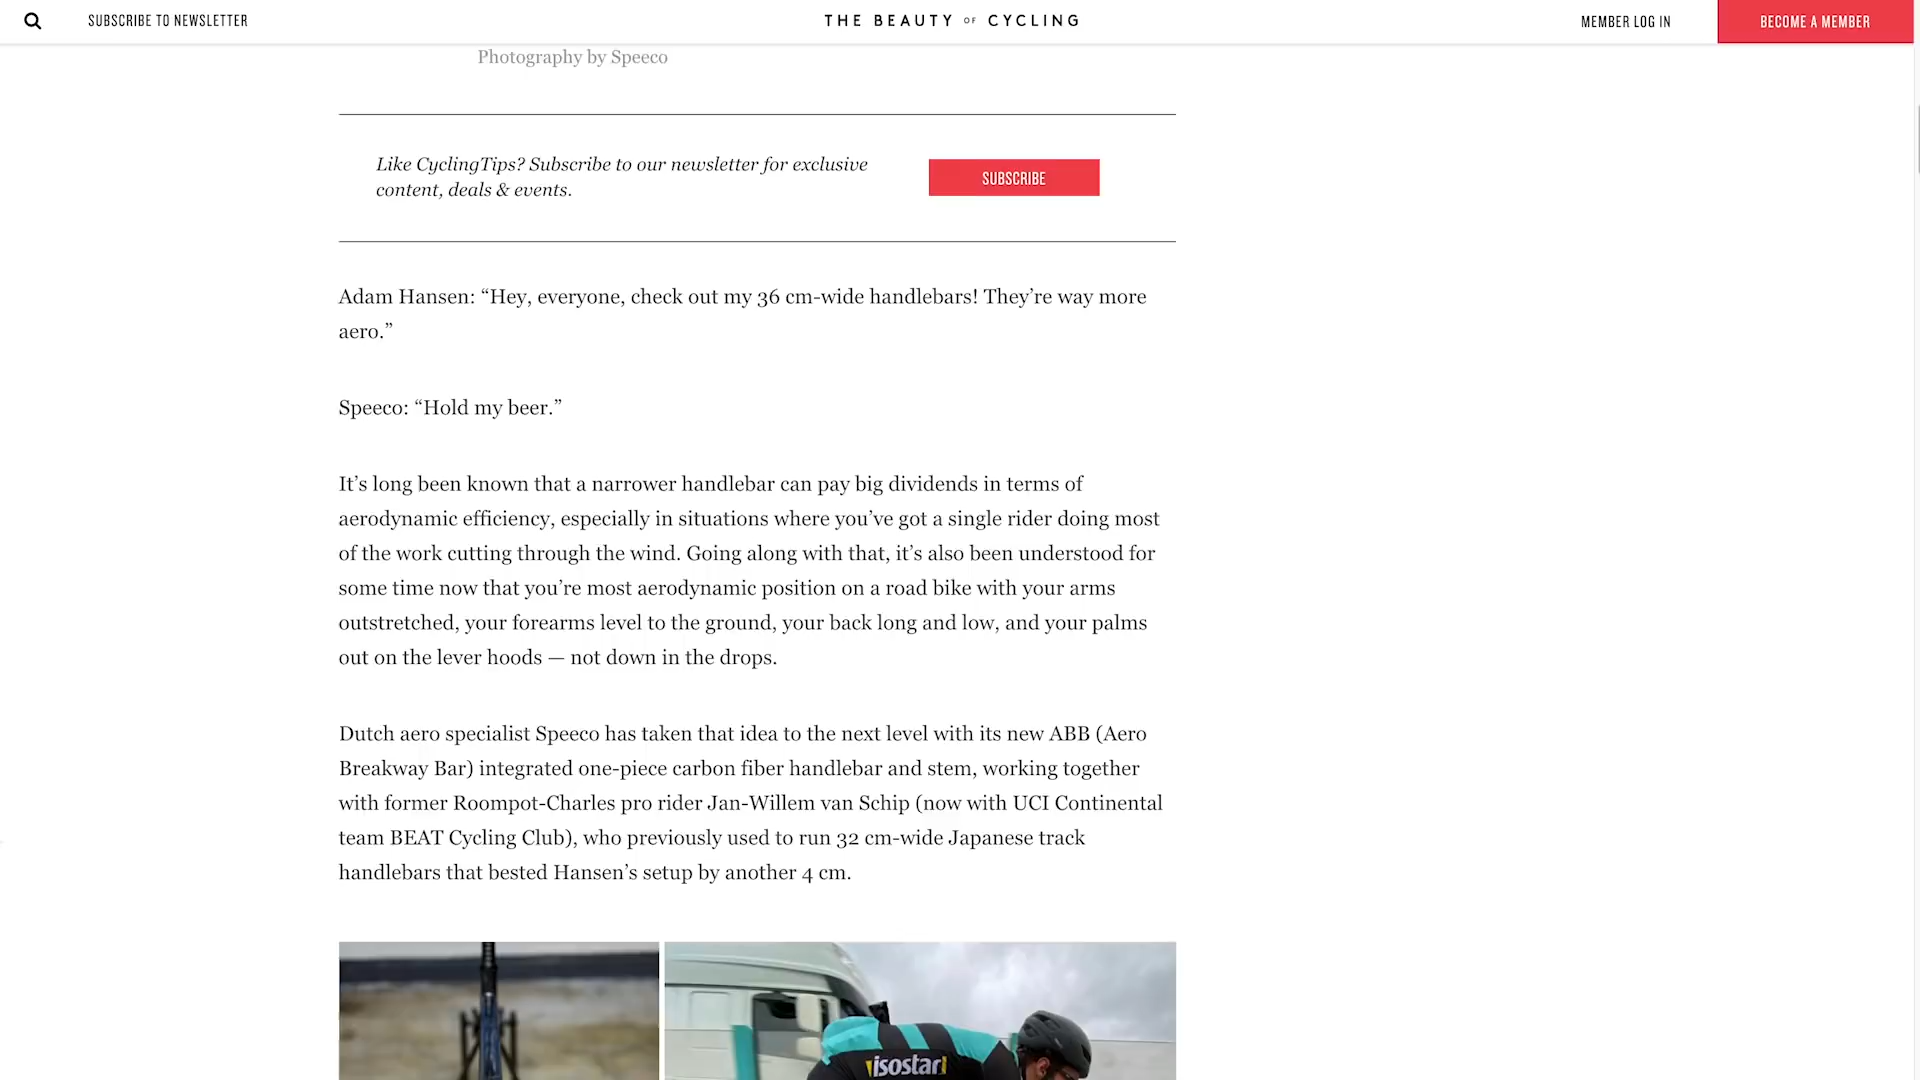 SUBSCRIBE TO NEWSLETTER
THE BEAUTY OF CYCLING
MEMBER LOG IN
BECOME A MEMBER
Photography by Speeco
Like CyclingTips? Subscribe to our newsletter for exclusive
content, deals & events.
SUBSCRIBE
Adam Hansen: “Hey, everyone, check out my 36 cm-wide handlebars! They’re way more
aero.”
Speeco: “Hold my beer.”
It’s long been known that a narrower handlebar can pay big dividends in terms of
aerodynamic efficiency, especially in situations where you’ve got a single rider doing most
of the work cutting through the wind. Going along with that, it’s also been understood for
some time now that you’re most aerodynamic position on a road bike with your arms
outstretched, your forearms level to the ground, your back long and low, and your palms
out on the lever hoods — not down in the drops.
Dutch aero specialist Speeco has taken that idea to the next level with its new ABB (Aero
Breakway Bar) integrated one-piece carbon fiber handlebar and stem, working together
with former Roompot-Charles pro rider Jan-Willem van Schip (now with UCI Continental
team BEAT Cycling Club), who previously used to run 32 cm-wide Japanese track
handlebars that bested Hansen’s setup by another 4 cm.
isostar